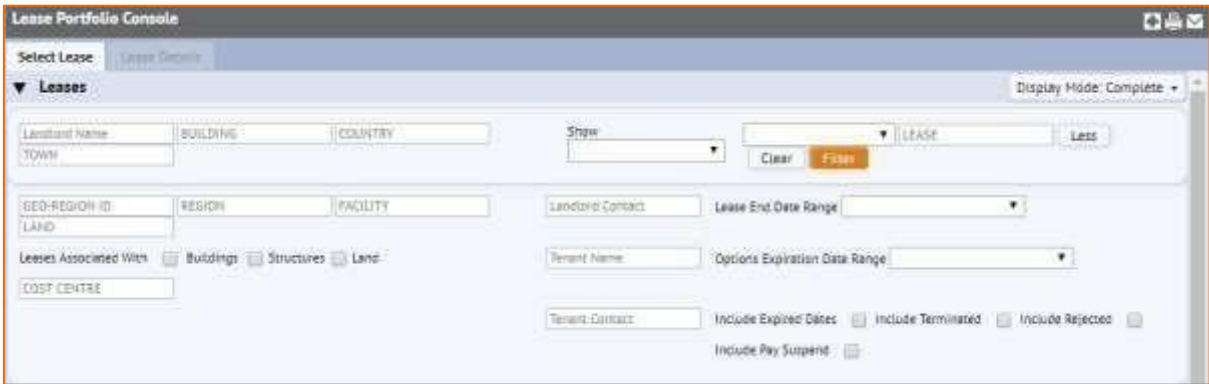 Lease Portfolio Console
Select Lease Lease Details
▼ Leases Display Mode: Complete
Landlord Name BUILDING COUNTRY Show LEASE Less
TOWN Clear Filter
GEO-REGION ID REGION FACILITY Landlord Contact Lease End Date Range
LAND
Leases Associated With Buildings Structures Land Tenant Name Options Expiration Date Range
COST CENTRE
Tenant Contact Include Expired Dates Include Terminated Include Rejected
Include Pay Suspend